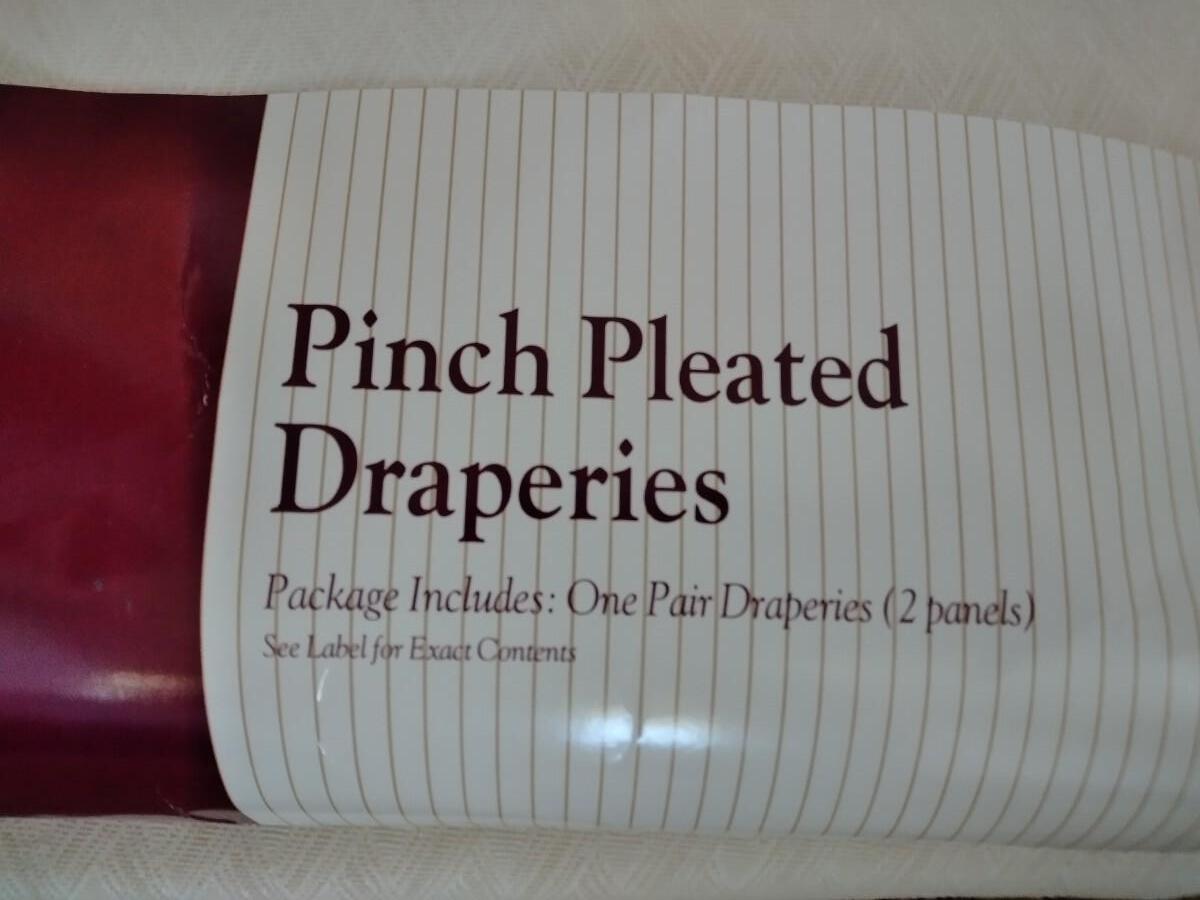 Pinch Pleated
Draperies
Package Includes: One Pair Draperies (2 panels)
See Label for Exact Contents